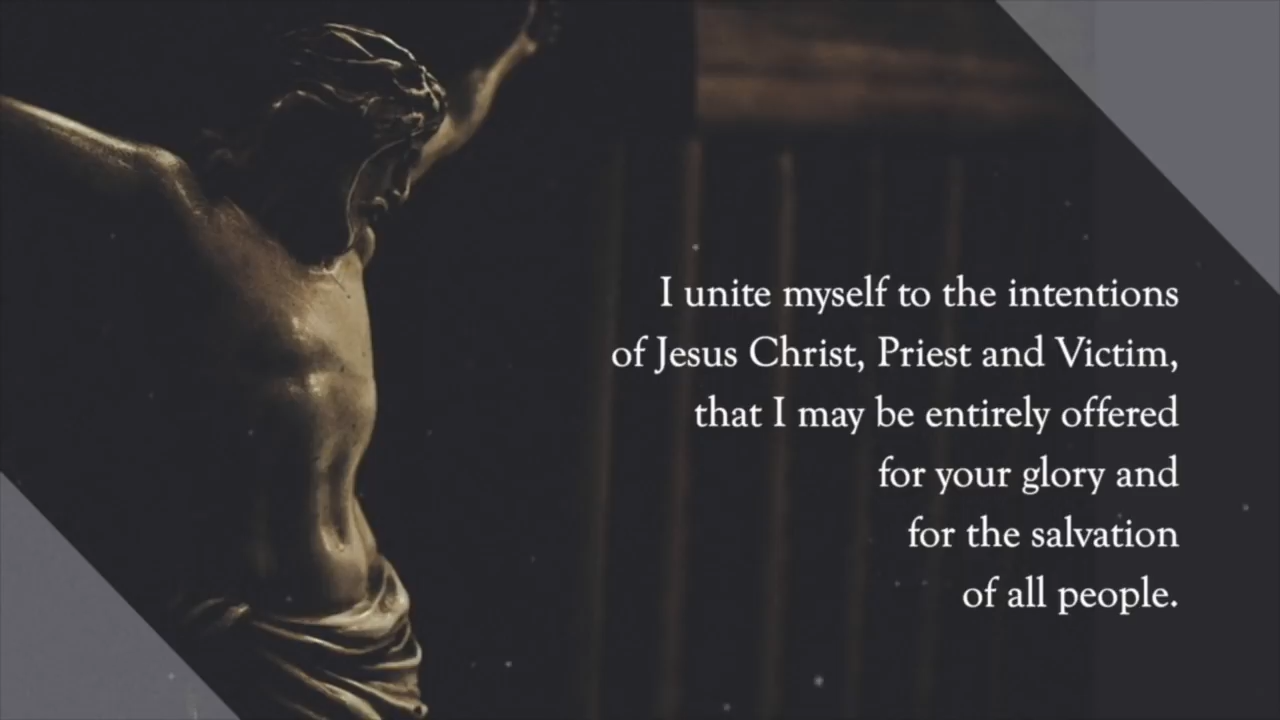 I unite myself to the intentions
of Jesus Christ, Priest and Victim,
that I may be entirely offered
for your glory and
for the salvation
of all people.